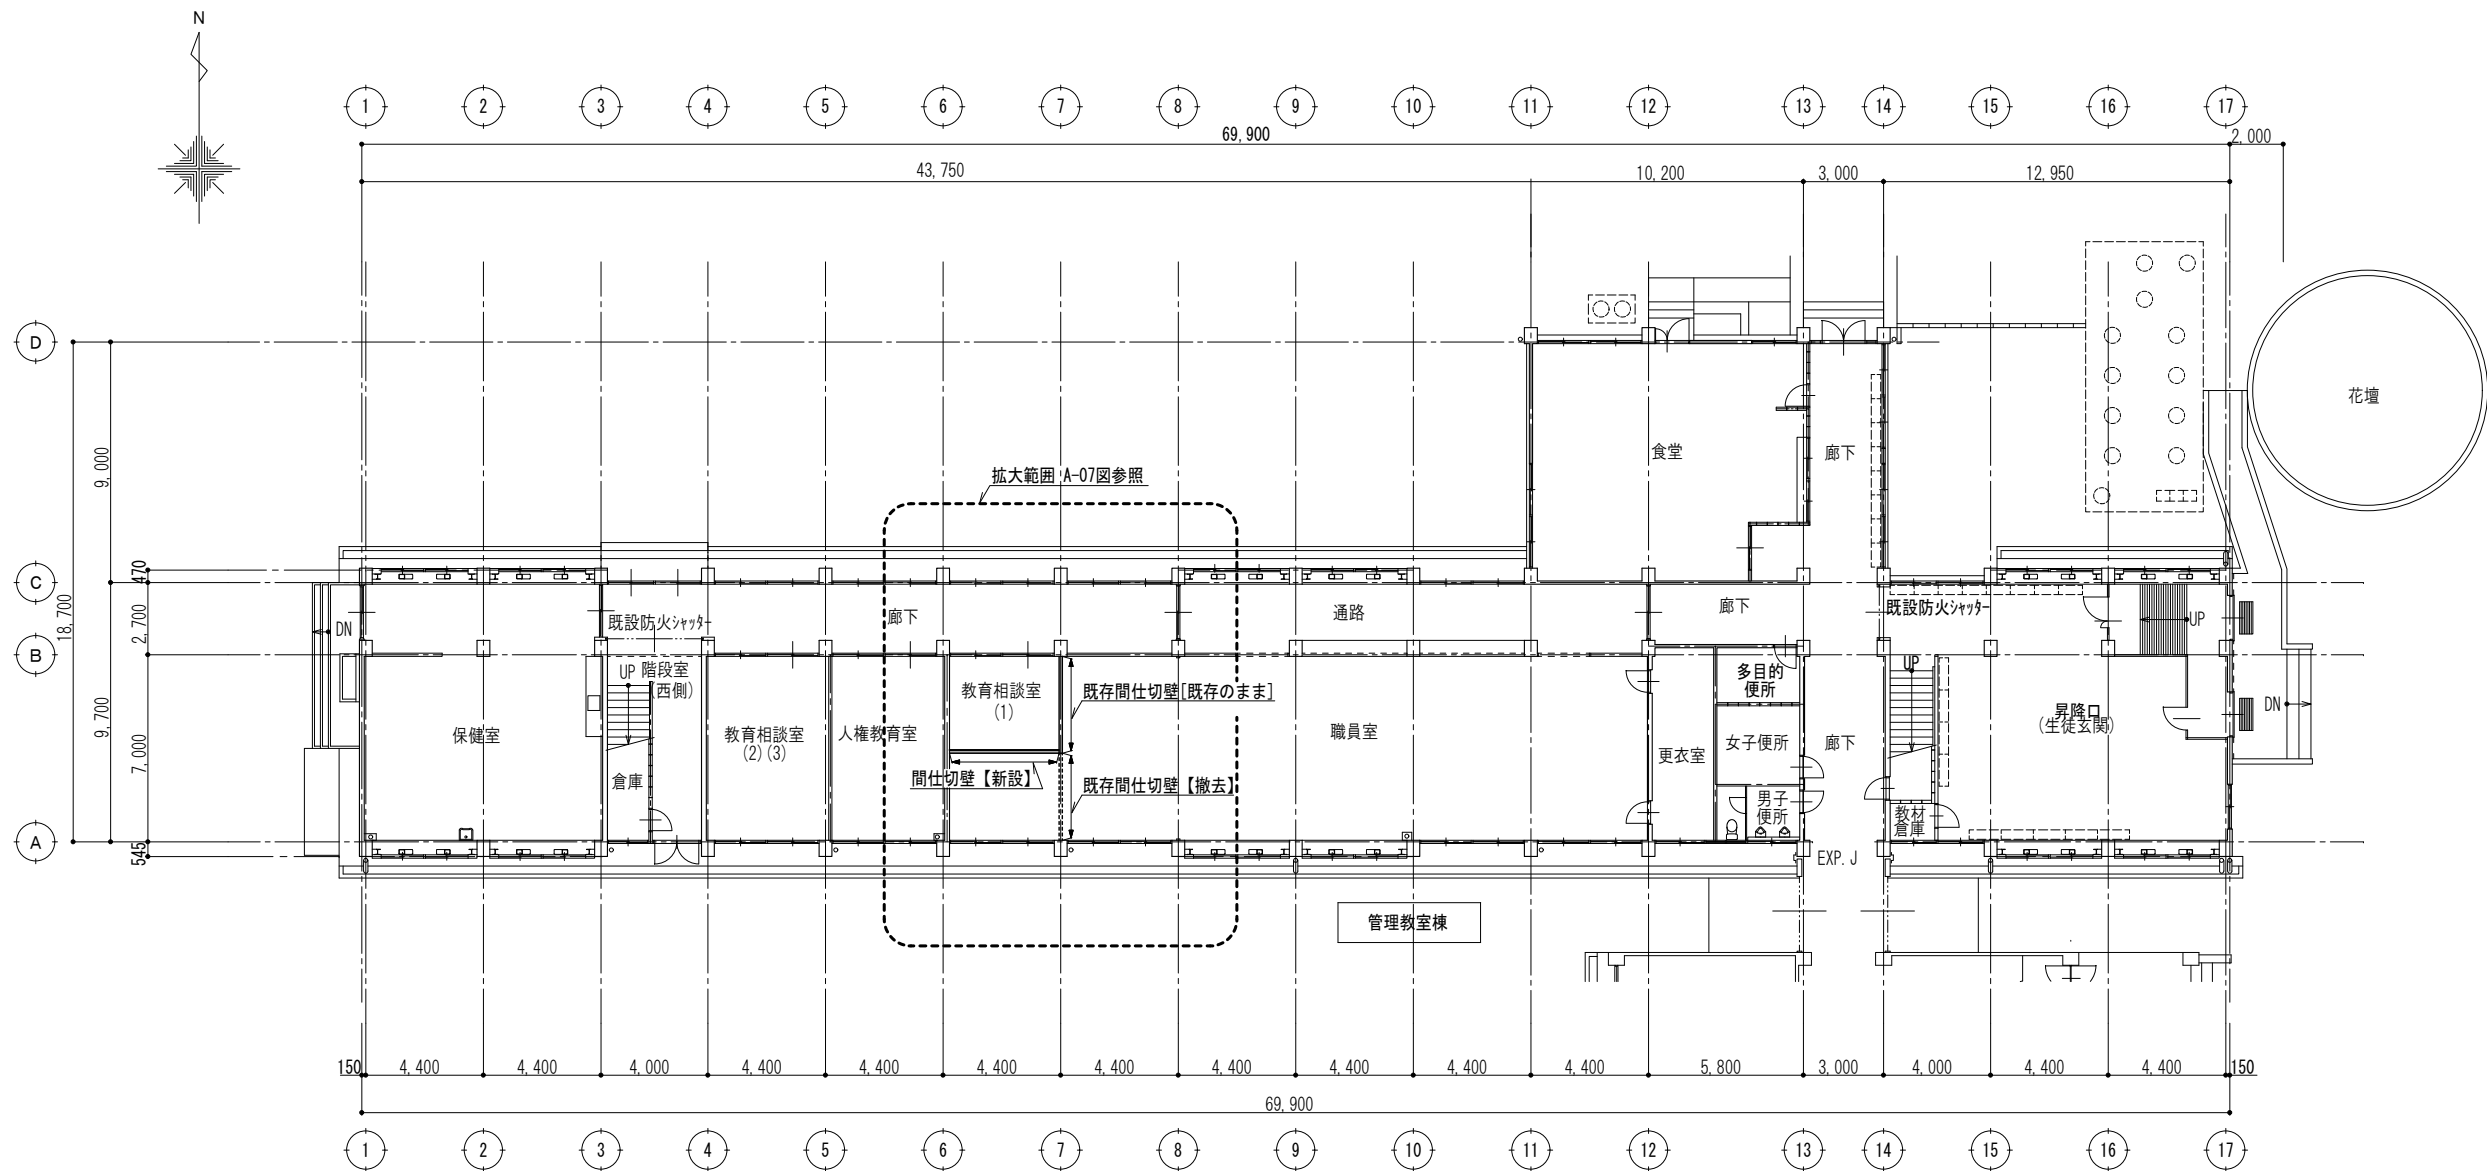 N
1 2 3 4 5 6 7 8 9 10 11 12 13 14 15 16 17
69,900
2,000
43,750
10,200
3,000
12,950
D
花壇
9,000
食堂
廊下
拡大範囲 A-07図参照
470
C
18,700
2,700
DN
既設防火シャッター
廊下
通路
廊下
既設防火シャッター
UP
B
UP
階段室
(西側)
教育相談室
(1)
既存間仕切壁[既存のまま]
多目的
便所
UP
DN
9,700
7,000
保健室
教育相談室
(2)(3)
人権教育室
職員室
更衣室
女子便所
廊下
昇降口
(生徒玄関)
倉庫
間仕切壁【新設】
既存間仕切壁【撤去】
男子
便所
教材
倉庫
A
545
EXP.J
管理教室棟
150 4,400 4,400 4,000 4,400 4,400 4,400 4,400 4,400 4,400 4,400 4,400 5,800 3,000 4,000 4,400 4,400 150
69,900
1 2 3 4 5 6 7 8 9 10 11 12 13 14 15 16 17